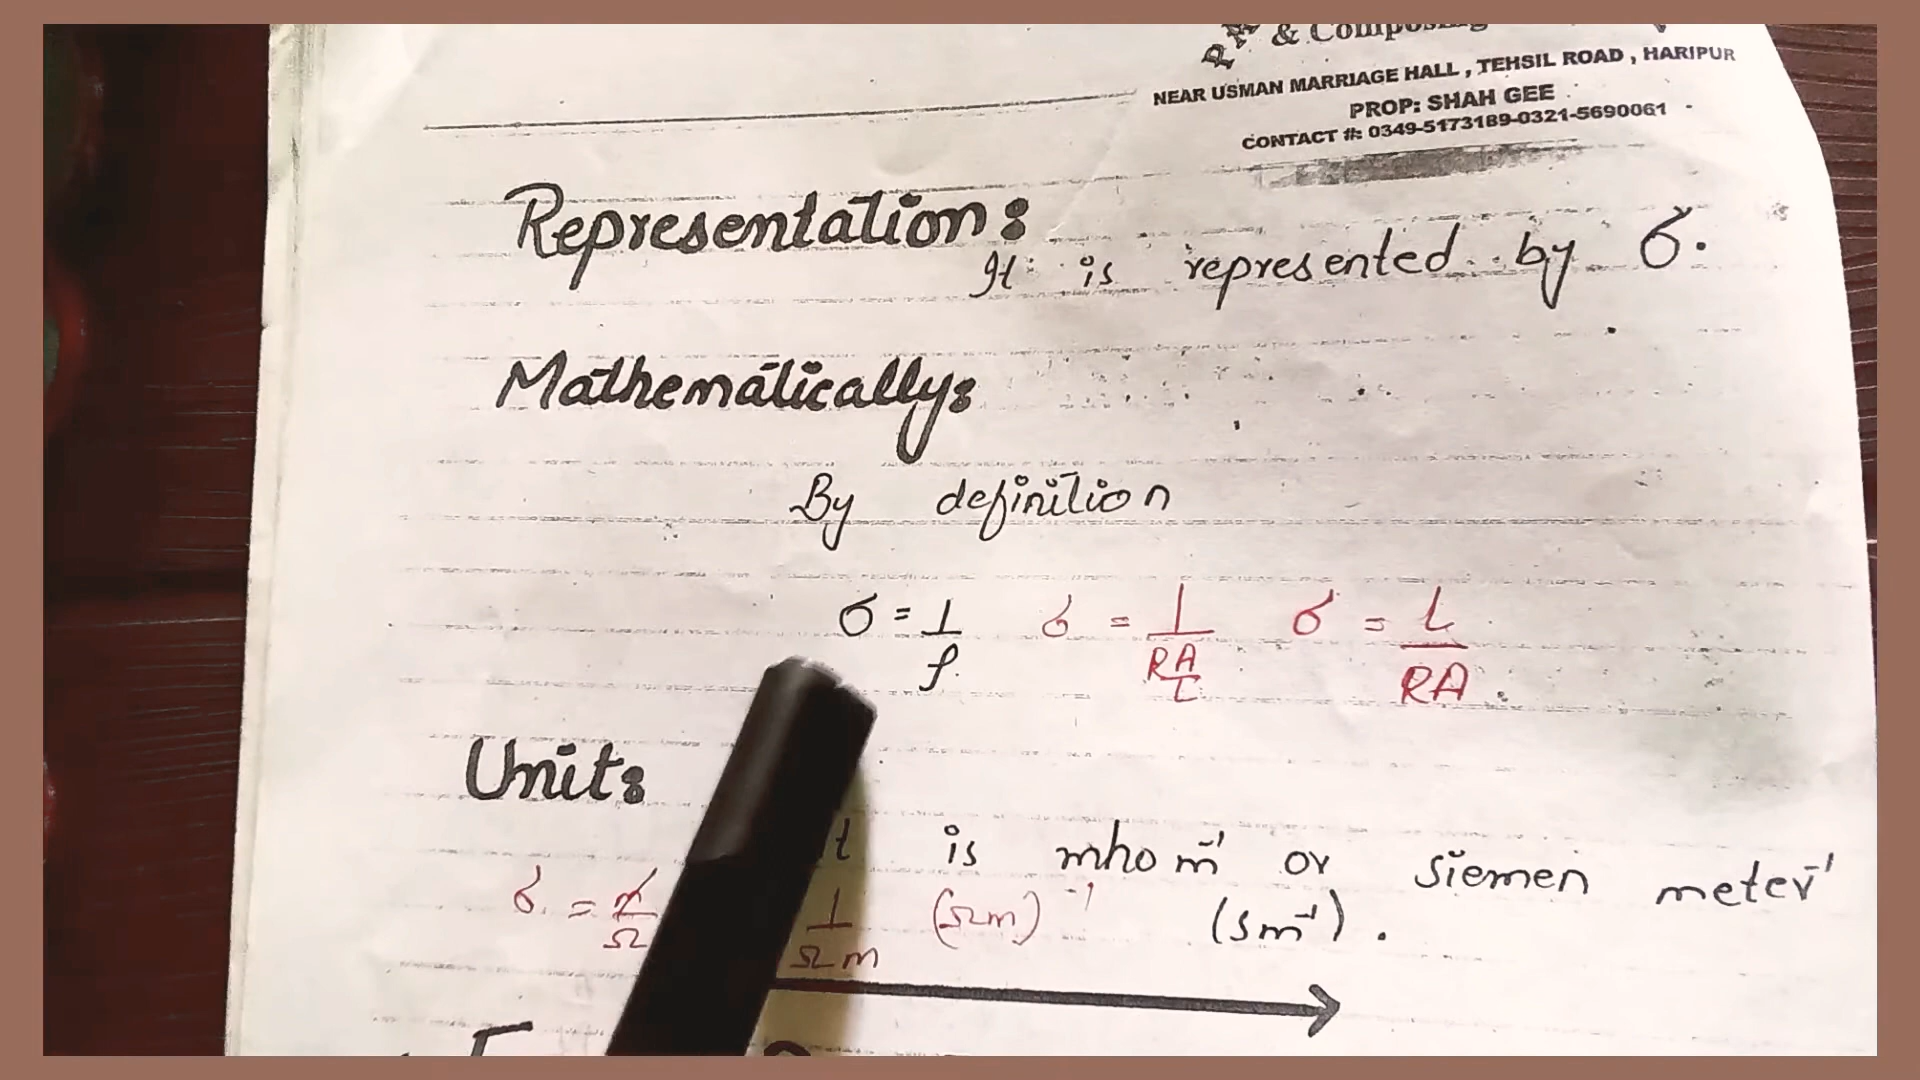 & Composing
NEAR USMAN MARRIAGE HALL , TEHSIL ROAD , HARIPUR
PROP: SHAH GEE
CONTACT #: 0349-5173189-0321-5690061
Representation:
It is represented by σ.
Mathematically:
By definition
σ = 1/ρ. σ = 1/(RA/L) σ = L/RA.
Unit:
is mho m⁻¹ or Siemen meter⁻¹
σ. = 1/Ωm (Ωm)⁻¹ (Sm⁻¹).